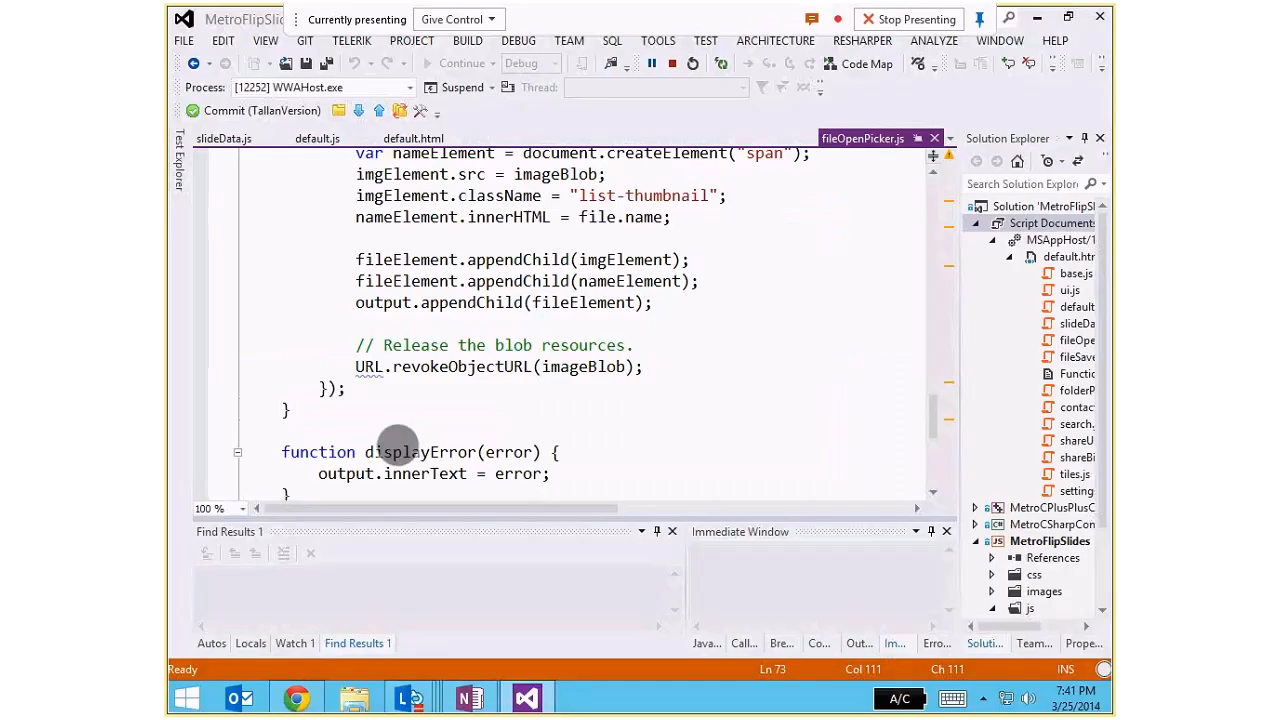 MetroFlipSlid
Currently presenting
Give Control
Stop Presenting
FILE EDIT VIEW GIT TELERIK PROJECT BUILD DEBUG TEAM SQL TOOLS TEST ARCHITECTURE RESHARPER ANALYZE WINDOW HELP
Continue Debug Code Map
Process: [12252] WWAHost.exe Suspend Thread:
Commit (TallanVersion)
Test Explorer
slideData.js default.js default.html fileOpenPicker.js
var nameElement = document.createElement("span");
imgElement.src = imageBlob;
imgElement.className = "list-thumbnail";
nameElement.innerHTML = file.name;
fileElement.appendChild(imgElement);
fileElement.appendChild(nameElement);
output.appendChild(fileElement);
// Release the blob resources.
URL.revokeObjectURL(imageBlob);
});
}
function displayError(error) {
output.innerText = error;
}
100 %
Solution Explorer
Search Solution Explor
Solution 'MetroFlipSl
Script Document
MSAppHost/1
default.htr
base.js
ui.js
default
slideDa
fileOpe
fileSave
Functio
folderP
contac
search.
shareU
shareBi
tiles.js
setting
MetroCPlusPlusC
MetroCSharpCon
MetroFlipSlides
References
css
images
js
Find Results 1
Immediate Window
Autos Locals Watch 1 Find Results 1
Java... Call... Bre... Co... Out... Im... Erro...
Soluti... Team... Prope...
Ready Ln 73 Col 111 Ch 111 INS
A/C
7:41 PM
3/25/2014